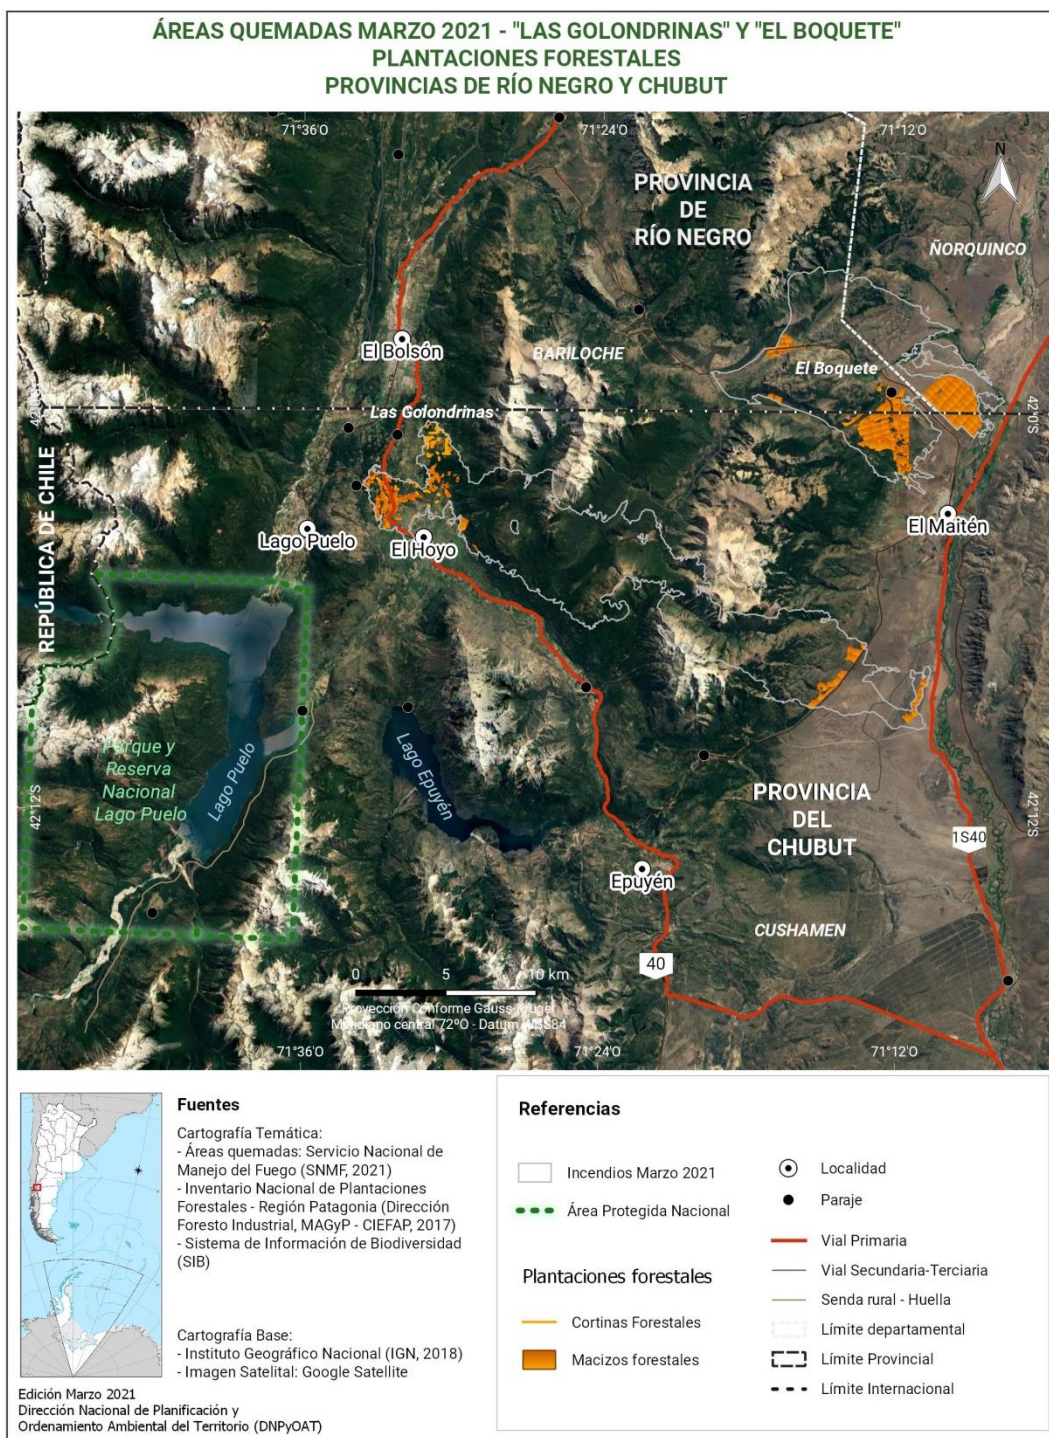 ÁREAS QUEMADAS MARZO 2021 - "LAS GOLONDRINAS" Y "EL BOQUETE"
PLANTACIONES FORESTALES
PROVINCIAS DE RÍO NEGRO Y CHUBUT
71°36'O
71°24'O
71°12'O
N
PROVINCIA
DE
RÍO NEGRO
ÑORQUINCO
El Bolsón
BARILOCHE
El Boquete
Las Golondrinas
42°0'S
REPÚBLICA DE CHILE
Lago Puelo
El Hoyo
El Maitén
Parque y
Reserva
Nacional
Lago Puelo
Lago Puelo
Lago Epuyén
42°12'S
42°12'S
PROVINCIA
DEL
CHUBUT
1S40
Epuyén
CUSHAMEN
40
0 5 10 km
Proyección Conforme Gauss-Krüger
Meridiano central 72ºO - Datum WGS84
71°36'O
71°24'O
71°12'O
Fuentes
Cartografía Temática:
- Áreas quemadas: Servicio Nacional de
Manejo del Fuego (SNMF, 2021)
- Inventario Nacional de Plantaciones
Forestales - Región Patagonia (Dirección
Foresto Industrial, MAGyP - CIEFAP, 2017)
- Sistema de Información de Biodiversidad
(SIB)
Cartografía Base:
- Instituto Geográfico Nacional (IGN, 2018)
- Imagen Satelital: Google Satellite
Edición Marzo 2021
Dirección Nacional de Planificación y
Ordenamiento Ambiental del Territorio (DNPyOAT)
Referencias
Incendios Marzo 2021
Área Protegida Nacional
Plantaciones forestales
Cortinas Forestales
Macizos forestales
Localidad
Paraje
Vial Primaria
Vial Secundaria-Terciaria
Senda rural - Huella
Límite departamental
Límite Provincial
Límite Internacional